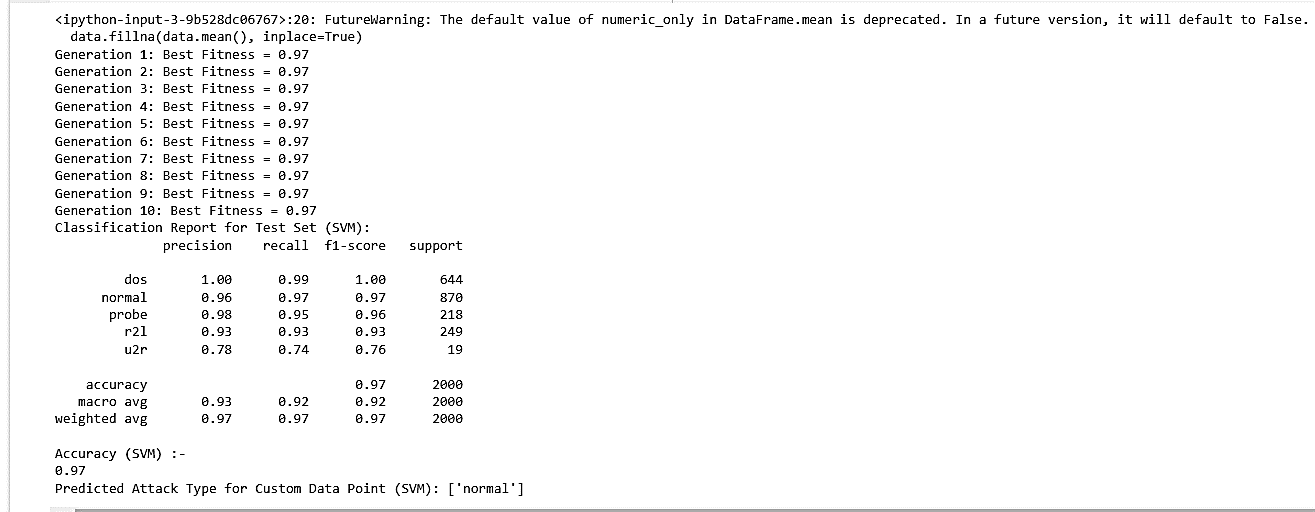 <ipython-input-3-9b528dc06767>:20: FutureWarning: The default value of numeric_only in DataFrame.mean is deprecated. In a future version, it will default to False.
  data.fillna(data.mean(), inplace=True)
Generation 1: Best Fitness = 0.97
Generation 2: Best Fitness = 0.97
Generation 3: Best Fitness = 0.97
Generation 4: Best Fitness = 0.97
Generation 5: Best Fitness = 0.97
Generation 6: Best Fitness = 0.97
Generation 7: Best Fitness = 0.97
Generation 8: Best Fitness = 0.97
Generation 9: Best Fitness = 0.97
Generation 10: Best Fitness = 0.97
Classification Report for Test Set (SVM):
              precision    recall  f1-score   support

         dos       1.00      0.99      1.00       644
      normal       0.96      0.97      0.97       870
       probe       0.98      0.95      0.96       218
         r2l       0.93      0.93      0.93       249
         u2r       0.78      0.74      0.76        19

    accuracy                           0.97      2000
   macro avg       0.93      0.92      0.92      2000
weighted avg       0.97      0.97      0.97      2000

Accuracy (SVM) :-
0.97
Predicted Attack Type for Custom Data Point (SVM): ['normal']